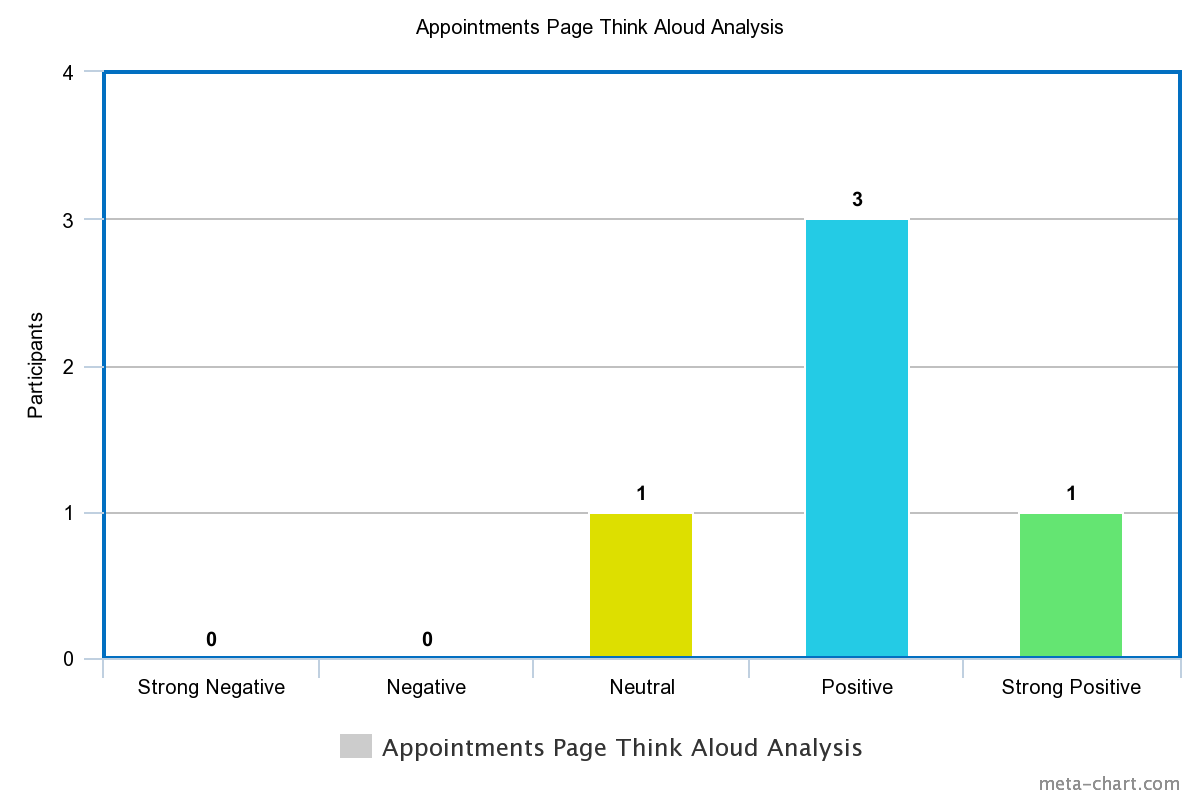 Appointments Page Think Aloud Analysis
4
3
2
1
0
Participants
0
0
1
3
1
Strong Negative
Negative
Neutral
Positive
Strong Positive
Appointments Page Think Aloud Analysis
meta-chart.com